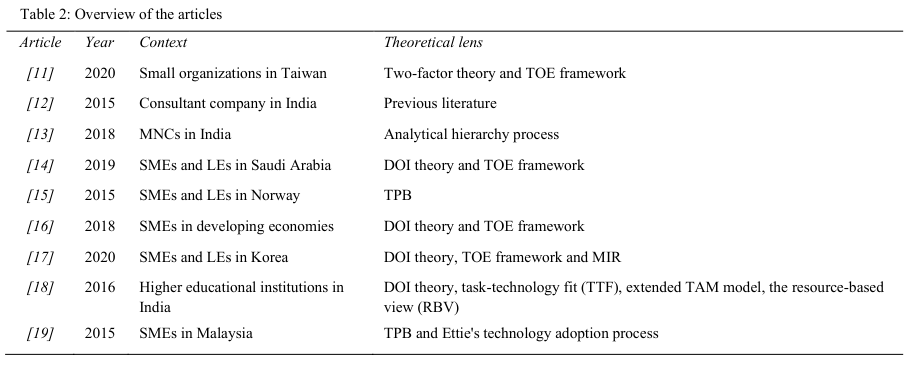 Table 2: Overview of the articles
Article Year Context Theoretical lens
[11] 2020 Small organizations in Taiwan Two-factor theory and TOE framework
[12] 2015 Consultant company in India Previous literature
[13] 2018 MNCs in India Analytical hierarchy process
[14] 2019 SMEs and LEs in Saudi Arabia DOI theory and TOE framework
[15] 2015 SMEs and LEs in Norway TPB
[16] 2018 SMEs in developing economies DOI theory and TOE framework
[17] 2020 SMEs and LEs in Korea DOI theory, TOE framework and MIR
[18] 2016 Higher educational institutions in DOI theory, task-technology fit (TTF), extended TAM model, the resource-based
India view (RBV)
[19] 2015 SMEs in Malaysia TPB and Ettie's technology adoption process